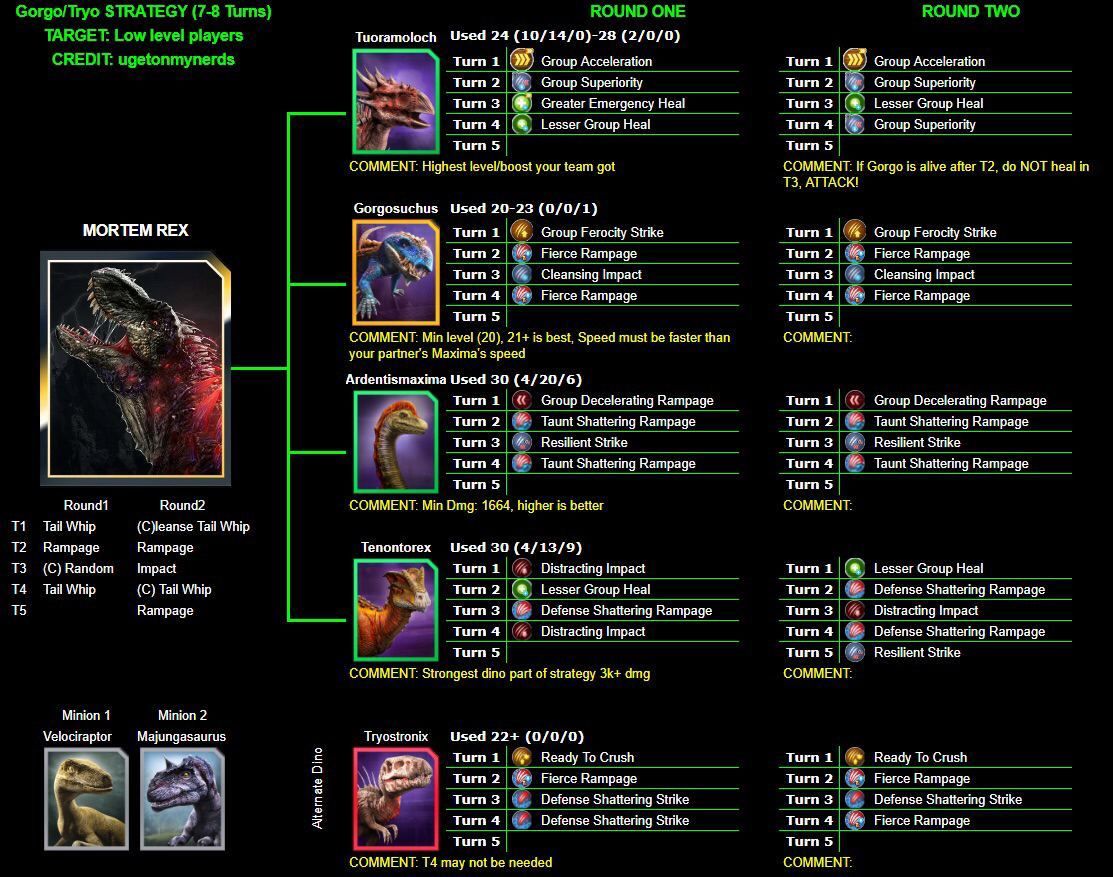 Gorgo/Tryo STRATEGY (7-8 Turns)
TARGET: Low level players
CREDIT: ugetonmynerds
ROUND ONE
ROUND TWO
Tuoramoloch Used 24 (10/14/0)-28 (2/0/0)
Turn 1 Group Acceleration
Turn 2 Group Superiority
Turn 3 Greater Emergency Heal
Turn 4 Lesser Group Heal
Turn 5
COMMENT: Highest level/boost your team got
Turn 1 Group Acceleration
Turn 2 Group Superiority
Turn 3 Lesser Group Heal
Turn 4 Group Superiority
Turn 5
COMMENT: If Gorgo is alive after T2, do NOT heal in
T3, ATTACK!
MORTEM REX
Round1 Round2
T1 Tail Whip (C)leanse Tail Whip
T2 Rampage Rampage
T3 (C) Random Impact
T4 Tail Whip (C) Tail Whip
T5 Rampage
Gorgosuchus Used 20-23 (0/0/1)
Turn 1 Group Ferocity Strike
Turn 2 Fierce Rampage
Turn 3 Cleansing Impact
Turn 4 Fierce Rampage
Turn 5
COMMENT: Min level (20), 21+ is best, Speed must be faster than
your partner's Maxima's speed
Turn 1 Group Ferocity Strike
Turn 2 Fierce Rampage
Turn 3 Cleansing Impact
Turn 4 Fierce Rampage
Turn 5
COMMENT:
Ardentismaxima Used 30 (4/20/6)
Turn 1 Group Decelerating Rampage
Turn 2 Taunt Shattering Rampage
Turn 3 Resilient Strike
Turn 4 Taunt Shattering Rampage
Turn 5
COMMENT: Min Dmg: 1664, higher is better
Turn 1 Group Decelerating Rampage
Turn 2 Taunt Shattering Rampage
Turn 3 Resilient Strike
Turn 4 Taunt Shattering Rampage
Turn 5
COMMENT:
Tenontorex Used 30 (4/13/9)
Turn 1 Distracting Impact
Turn 2 Lesser Group Heal
Turn 3 Defense Shattering Rampage
Turn 4 Distracting Impact
Turn 5
COMMENT: Strongest dino part of strategy 3k+ dmg
Turn 1 Lesser Group Heal
Turn 2 Defense Shattering Rampage
Turn 3 Distracting Impact
Turn 4 Defense Shattering Rampage
Turn 5 Resilient Strike
COMMENT:
Minion 1 Minion 2
Velociraptor Majungasaurus
Alternate Dino
Tryostronix Used 22+ (0/0/0)
Turn 1 Ready To Crush
Turn 2 Fierce Rampage
Turn 3 Defense Shattering Strike
Turn 4 Defense Shattering Strike
Turn 5
COMMENT: T4 may not be needed
Turn 1 Ready To Crush
Turn 2 Fierce Rampage
Turn 3 Defense Shattering Strike
Turn 4 Fierce Rampage
Turn 5
COMMENT: